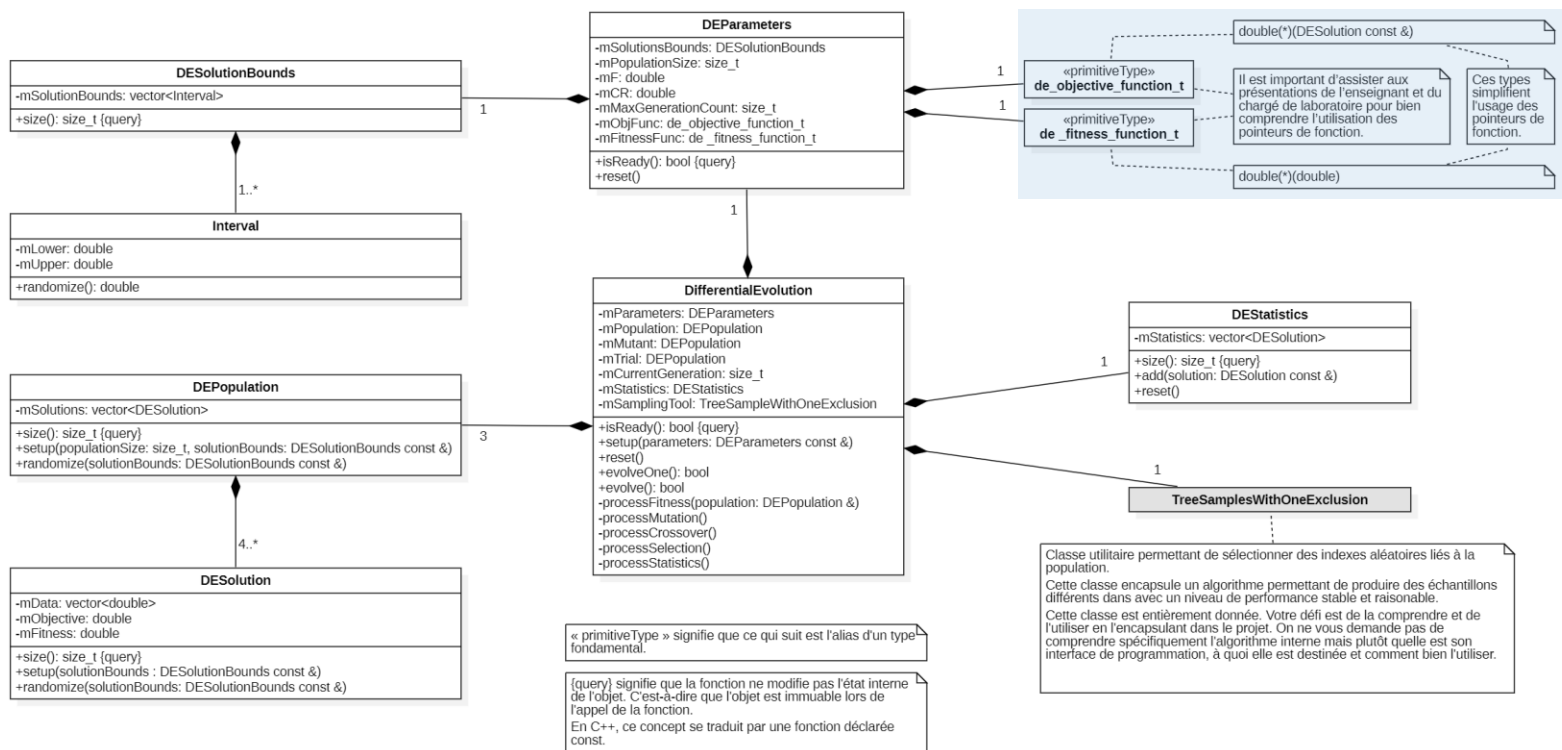 DESolutionBounds
-mSolutionBounds: vector<Interval>
+size(): size_t {query}
1
1..*
Interval
-mLower: double
-mUpper: double
+randomize(): double
DEParameters
-mSolutionsBounds: DESolutionBounds
-mPopulationSize: size_t
-mF: double
-mCR: double
-mMaxGenerationCount: size_t
-mObjFunc: de_objective_function_t
-mFitnessFunc: de _fitness_function_t
+isReady(): bool {query}
+reset()
1
1
1
«primitiveType»
de_objective_function_t
«primitiveType»
de _fitness_function_t
double(*)(DESolution const &)
Il est important d'assister aux
présentations de l'enseignant et du
chargé de laboratoire pour bien
comprendre l'utilisation des
pointeurs de fonction.
Ces types
simplifient
l'usage des
pointeurs de
fonction.
double(*)(double)
DEPopulation
-mSolutions: vector<DESolution>
+size(): size_t {query}
+setup(populationSize: size_t, solutionBounds: DESolutionBounds const &)
+randomize(solutionBounds: DESolutionBounds const &)
3
4..*
DESolution
-mData: vector<double>
-mObjective: double
-mFitness: double
+size(): size_t {query}
+setup(solutionBounds : DESolutionBounds const &)
+randomize(solutionBounds: DESolutionBounds const &)
DifferentialEvolution
-mParameters: DEParameters
-mPopulation: DEPopulation
-mMutant: DEPopulation
-mTrial: DEPopulation
-mCurrentGeneration: size_t
-mStatistics: DEStatistics
-mSamplingTool: TreeSampleWithOneExclusion
+isReady(): bool {query}
+setup(parameters: DEParameters const &)
+reset()
+evolveOne(): bool
+evolve(): bool
-processFitness(population: DEPopulation &)
-processMutation()
-processCrossover()
-processSelection()
-processStatistics()
1
DEStatistics
-mStatistics: vector<DESolution>
+size(): size_t {query}
+add(solution: DESolution const &)
+reset()
1
TreeSamplesWithOneExclusion
Classe utilitaire permettant de sélectionner des indexes aléatoires liés à la
population.
Cette classe encapsule un algorithme permettant de produire des échantillons
différents dans avec un niveau de performance stable et raisonable.
Cette classe est entièrement donnée. Votre défi est de la comprendre et de
l'utiliser en l'encapsulant dans le projet. On ne vous demande pas de
comprendre spécifiquement l'algorithme interne mais plutôt quelle est son
interface de programmation, à quoi elle est destinée et comment bien l'utiliser.
« primitiveType » signifie que ce qui suit est l'alias d'un type
fondamental.
{query} signifie que la fonction ne modifie pas l'état interne
de l'objet. C'est-à-dire que l'objet est immuable lors de
l'appel de la fonction.
En C++, ce concept se traduit par une fonction déclarée
const.